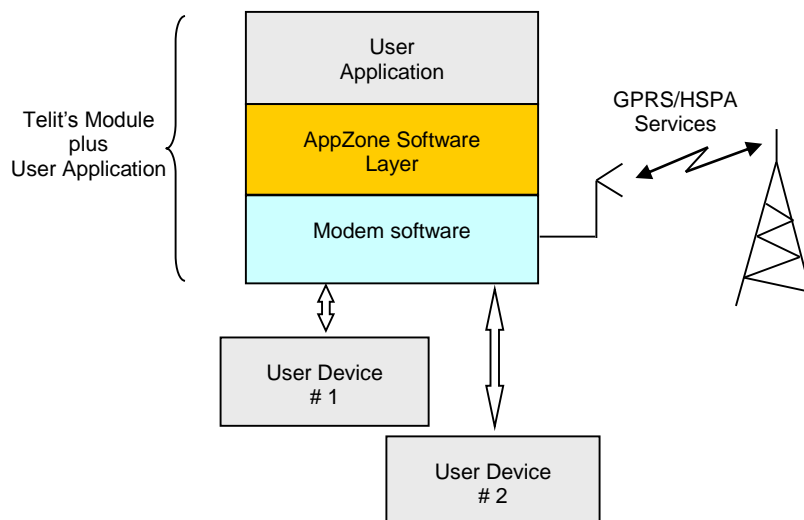 User
Application
Telit's Module
plus
User Application
AppZone Software
Layer
Modem software
GPRS/HSPA
Services
User Device
# 1
User Device
# 2